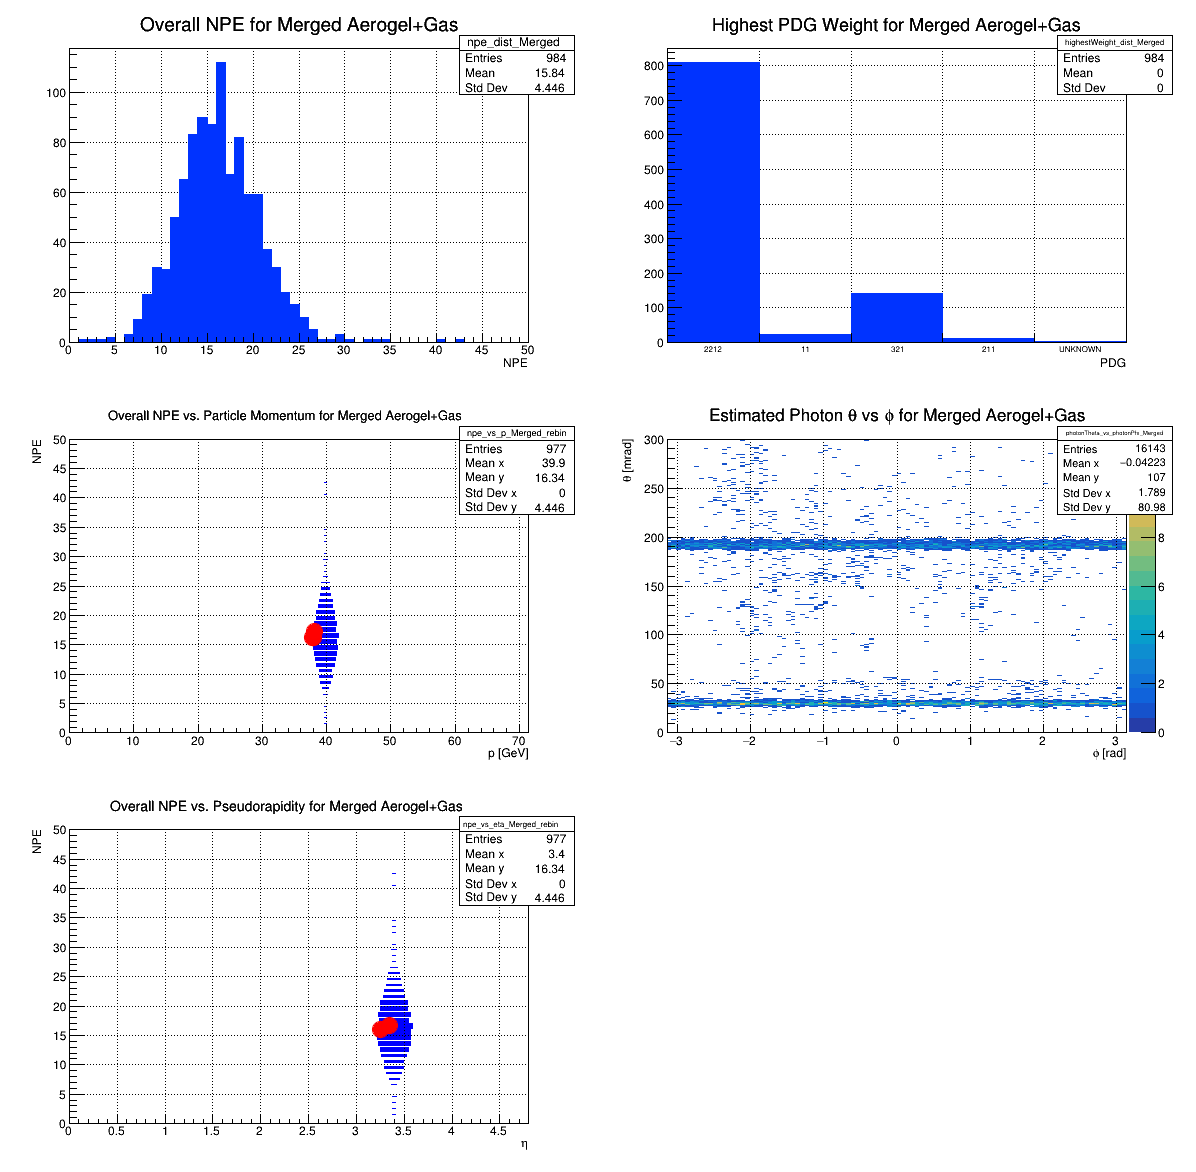 Overall NPE for Merged Aerogel+Gas
npe_dist_Merged
Entries 984
Mean 15.84
Std Dev 4.446
100
80
60
40
20
0
0 5 10 15 20 25 30 35 40 45 50
NPE
Highest PDG Weight for Merged Aerogel+Gas
highestWeight_dist_Merged
Entries 984
Mean 0
Std Dev 0
800
700
600
500
400
300
200
100
0
2212 11 321 211 UNKNOWN
PDG
Overall NPE vs. Particle Momentum for Merged Aerogel+Gas
npe_vs_p_Merged_rebin
Entries 977
Mean x 39.9
Mean y 16.34
Std Dev x 0
Std Dev y 4.446
NPE
50
45
40
35
30
25
20
15
10
5
0
0 10 20 30 40 50 60 70
p [GeV]
Estimated Photon θ vs ϕ for Merged Aerogel+Gas
photonTheta_vs_photonPhi_Merged
Entries 16143
Mean x −0.04223
Mean y 107
Std Dev x 1.789
Std Dev y 80.98
θ [mrad]
300
250
200
150
100
50
0
−3 −2 −1 0 1 2 3
ϕ [rad]
8
6
4
2
0
Overall NPE vs. Pseudorapidity for Merged Aerogel+Gas
npe_vs_eta_Merged_rebin
Entries 977
Mean x 3.4
Mean y 16.34
Std Dev x 0
Std Dev y 4.446
NPE
50
45
40
35
30
25
20
15
10
5
0
0 0.5 1 1.5 2 2.5 3 3.5 4 4.5
η